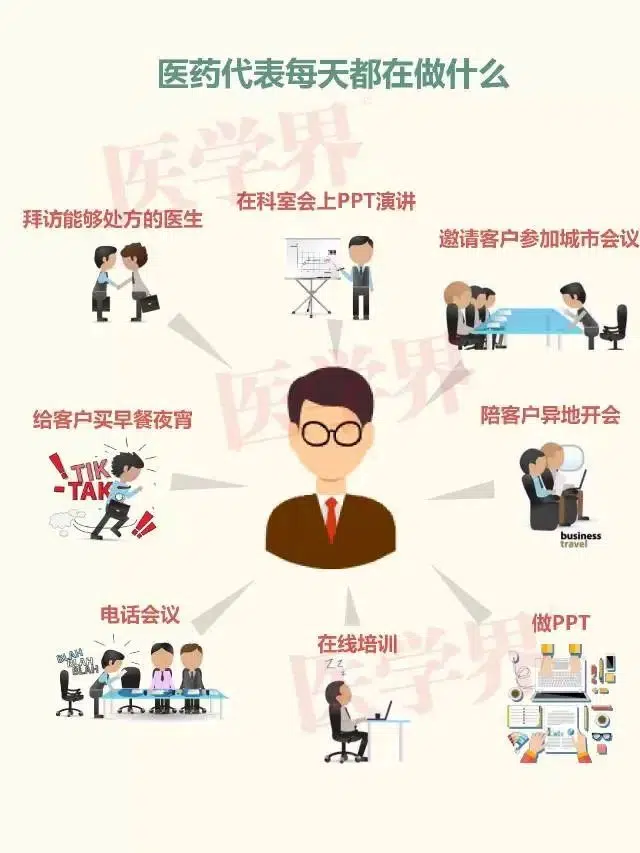 医药代表每天都在做什么
医学界
在科室会上PPT演讲
拜访能够处方的医生
邀请客户参加城市会议
医学界
给客户买早餐夜宵
陪客户异地开会
TIK
-TAK
business
travel
电话会议
在线培训
做PPT
BLAH
BLAH
BLAH
zZz
医学界